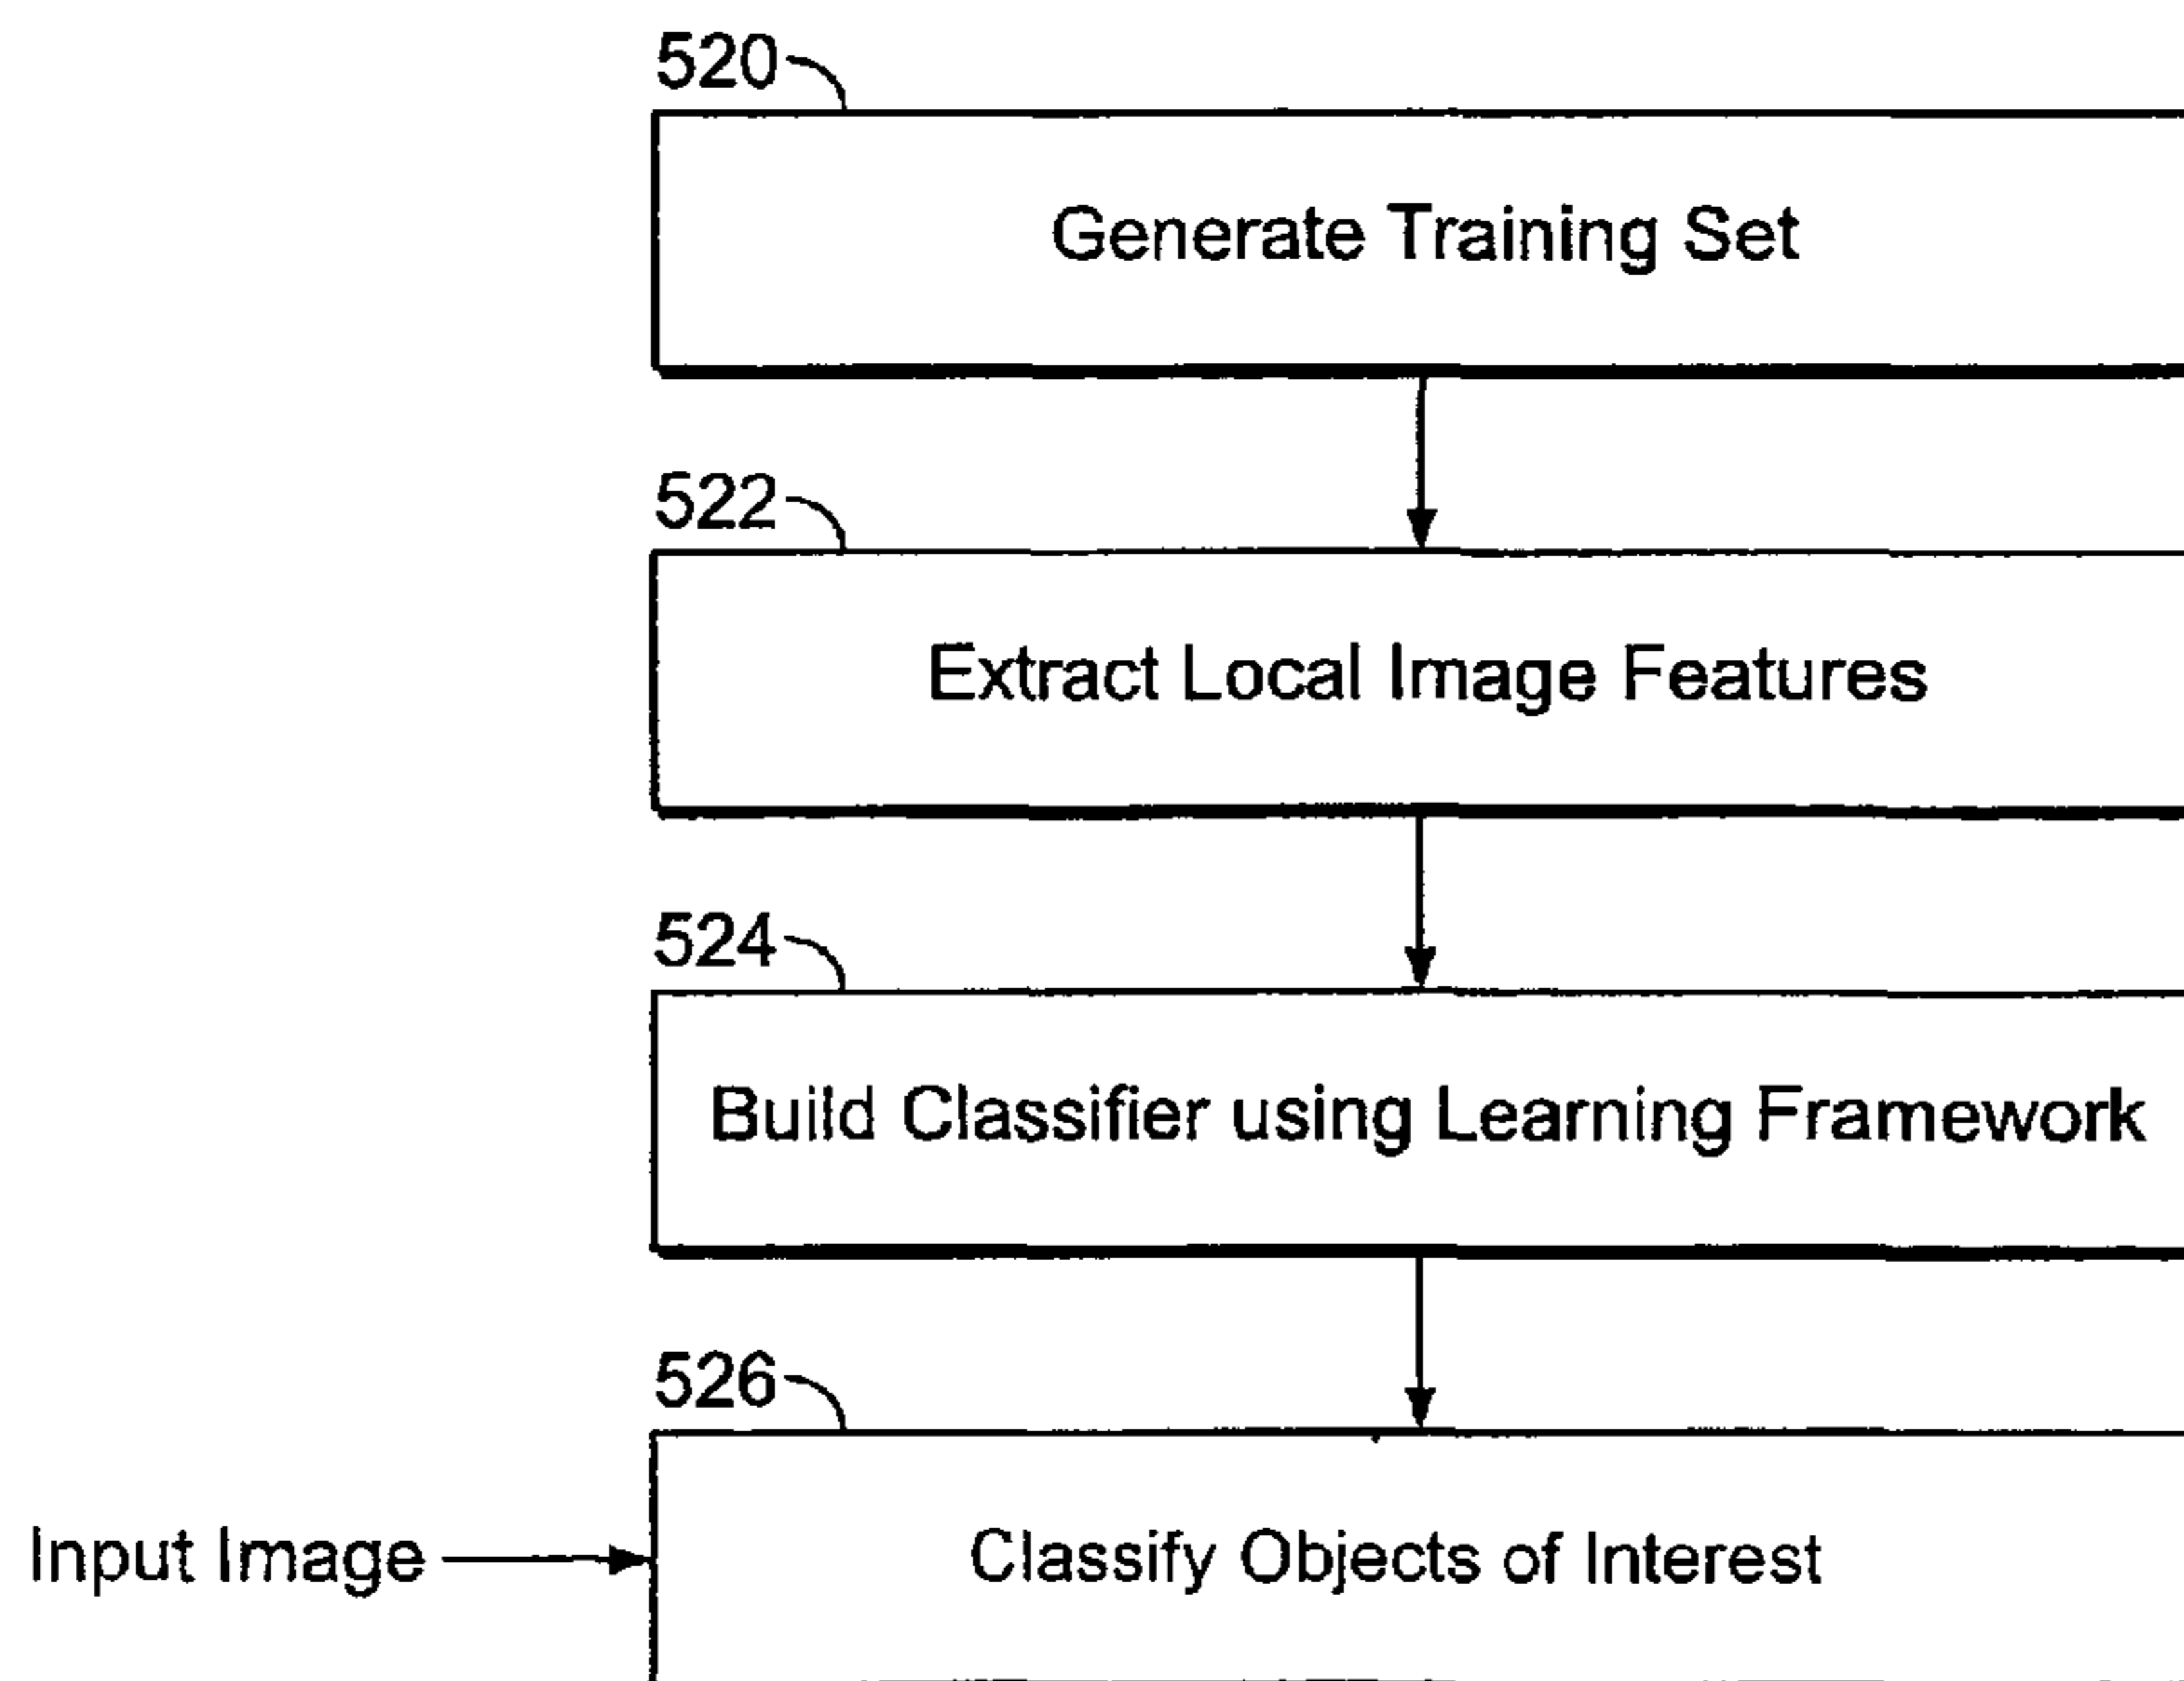 520
Generate Training Set
522
Extract Local Image Features
524
Build Classifier using Learning Framework
526
Input Image
Classify Objects of Interest